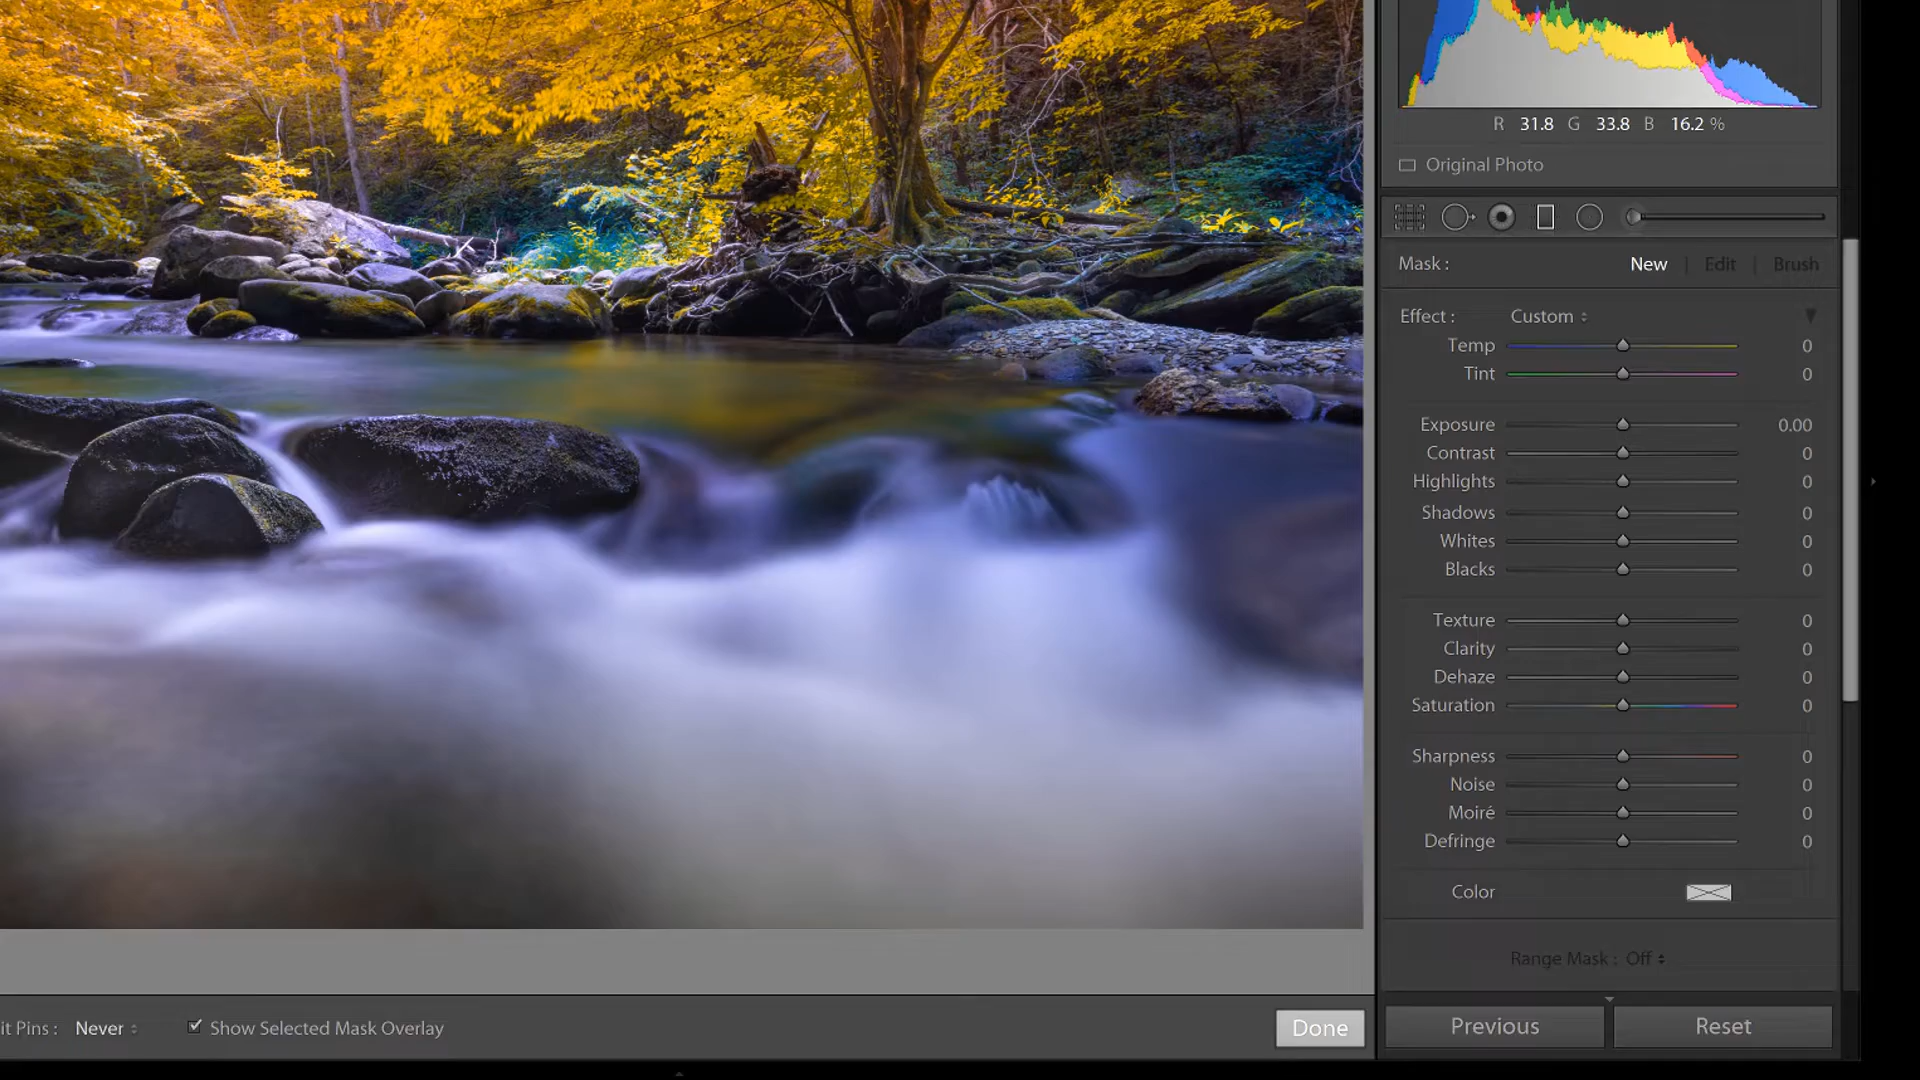 R 31.8 G 33.8 B 16.2 %
Original Photo
Mask : New | Edit | Brush
Effect : Custom
Temp 0
Tint 0
Exposure 0.00
Contrast 0
Highlights 0
Shadows 0
Whites 0
Blacks 0
Texture 0
Clarity 0
Dehaze 0
Saturation 0
Sharpness 0
Noise 0
Moiré 0
Defringe 0
Color
Range Mask : Off
it Pins : Never Show Selected Mask Overlay Done
Previous Reset